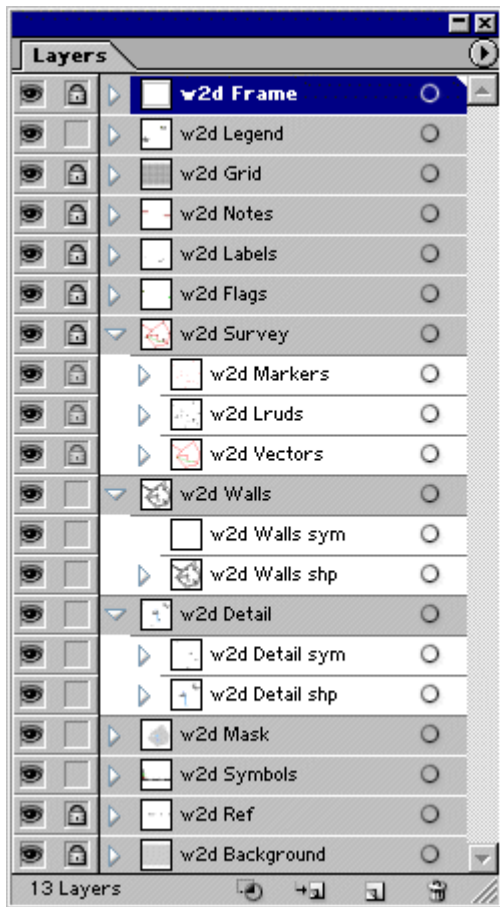 Layers
w2d Frame
w2d Legend
w2d Grid
w2d Notes
w2d Labels
w2d Flags
w2d Survey
w2d Markers
w2d Lruds
w2d Vectors
w2d Walls
w2d Walls sym
w2d Walls shp
w2d Detail
w2d Detail sym
w2d Detail shp
w2d Mask
w2d Symbols
w2d Ref
w2d Background
13 Layers